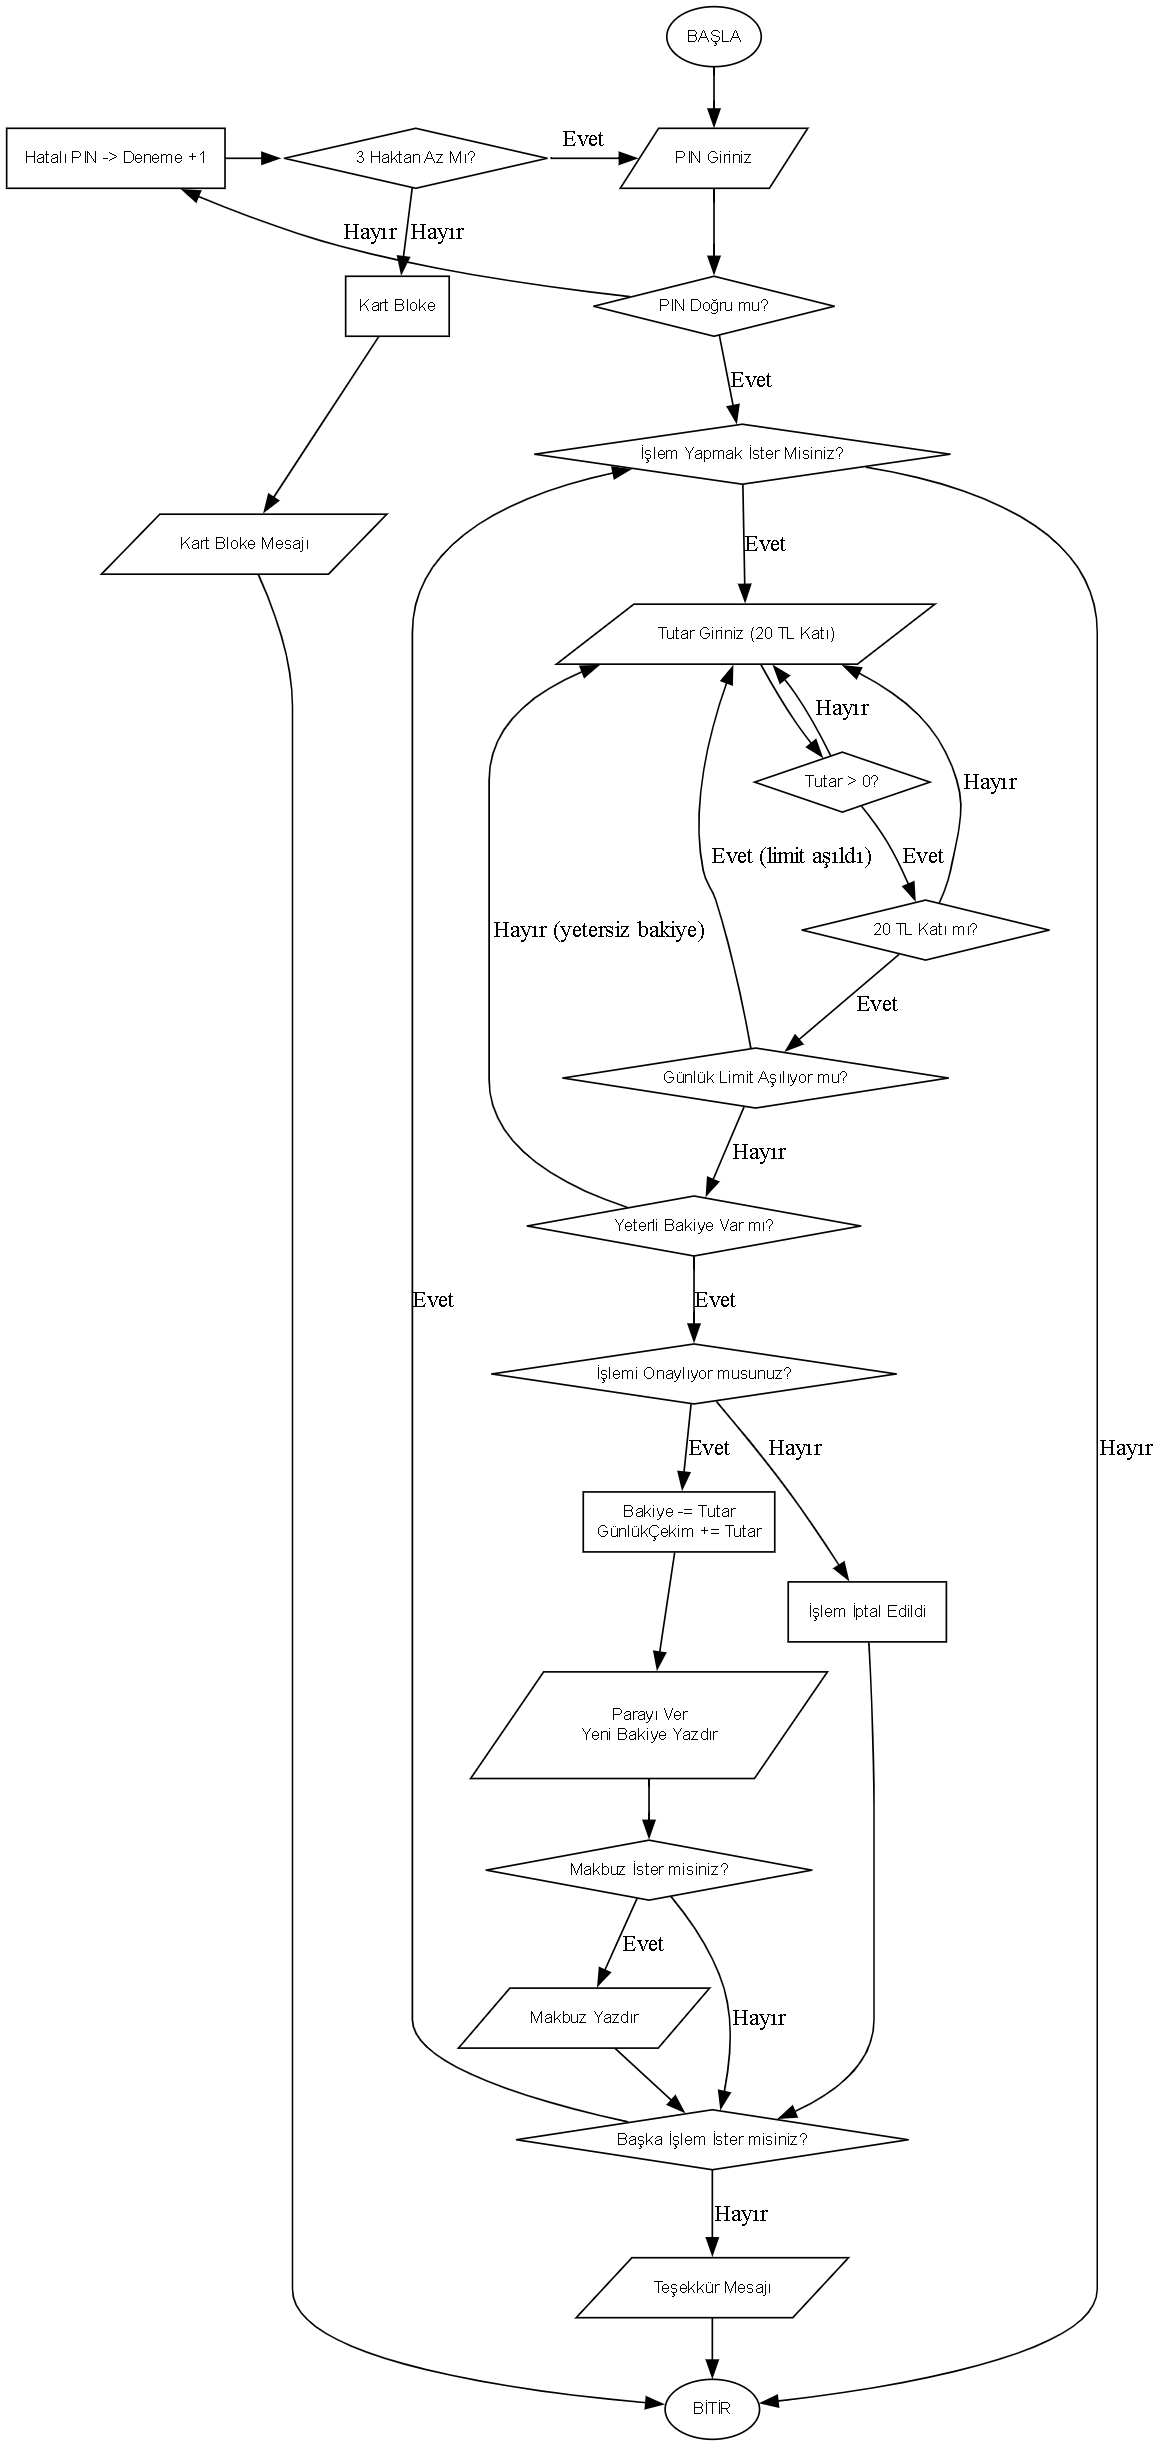 BAŞLA
Hatalı PIN -> Deneme +1
3 Haktan Az Mı?
Evet
PIN Giriniz
Hayır
Hayır
Kart Bloke
PIN Doğru mu?
Evet
İşlem Yapmak İster Misiniz?
Kart Bloke Mesajı
Evet
Tutar Giriniz (20 TL Katı)
Hayır
Tutar > 0?
Hayır
Evet (limit aşıldı)
Evet
Hayır (yetersiz bakiye)
20 TL Katı mı?
Evet
Günlük Limit Aşılıyor mu?
Hayır
Yeterli Bakiye Var mı?
Evet
Evet
İşlemi Onaylıyor musunuz?
Evet
Hayır
Hayır
Bakiye -= Tutar
GünlükÇekim += Tutar
İşlem İptal Edildi
Parayı Ver
Yeni Bakiye Yazdır
Makbuz İster misiniz?
Evet
Makbuz Yazdır
Hayır
Başka İşlem İster misiniz?
Hayır
Teşekkür Mesajı
BİTİR